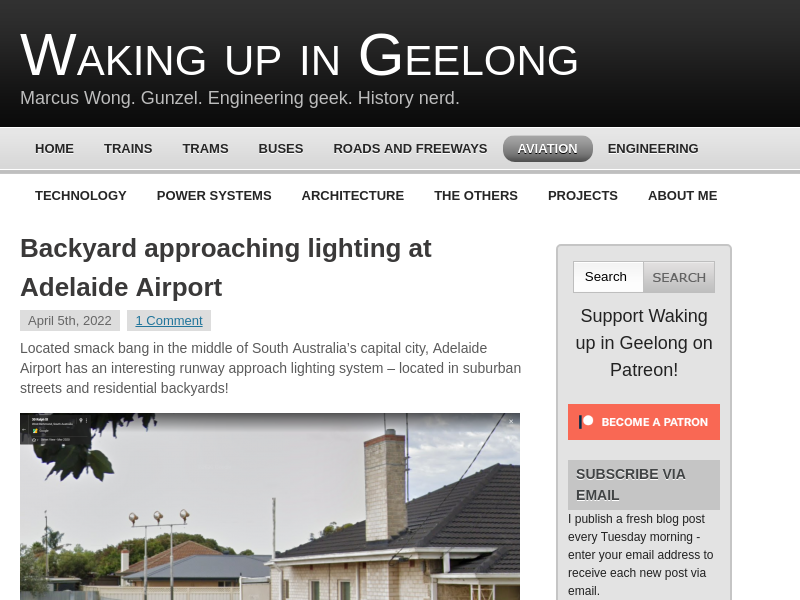 Waking up in Geelong
Marcus Wong. Gunzel. Engineering geek. History nerd.
HOME TRAINS TRAMS BUSES ROADS AND FREEWAYS AVIATION ENGINEERING
TECHNOLOGY POWER SYSTEMS ARCHITECTURE THE OTHERS PROJECTS ABOUT ME
Backyard approaching lighting at
Adelaide Airport
April 5th, 2022 1 Comment
Located smack bang in the middle of South Australia’s capital city, Adelaide
Airport has an interesting runway approach lighting system – located in suburban
streets and residential backyards!
Search SEARCH
Support Waking
up in Geelong on
Patreon!
BECOME A PATRON
SUBSCRIBE VIA
EMAIL
I publish a fresh blog post
every Tuesday morning -
enter your email address to
receive each new post via
email.